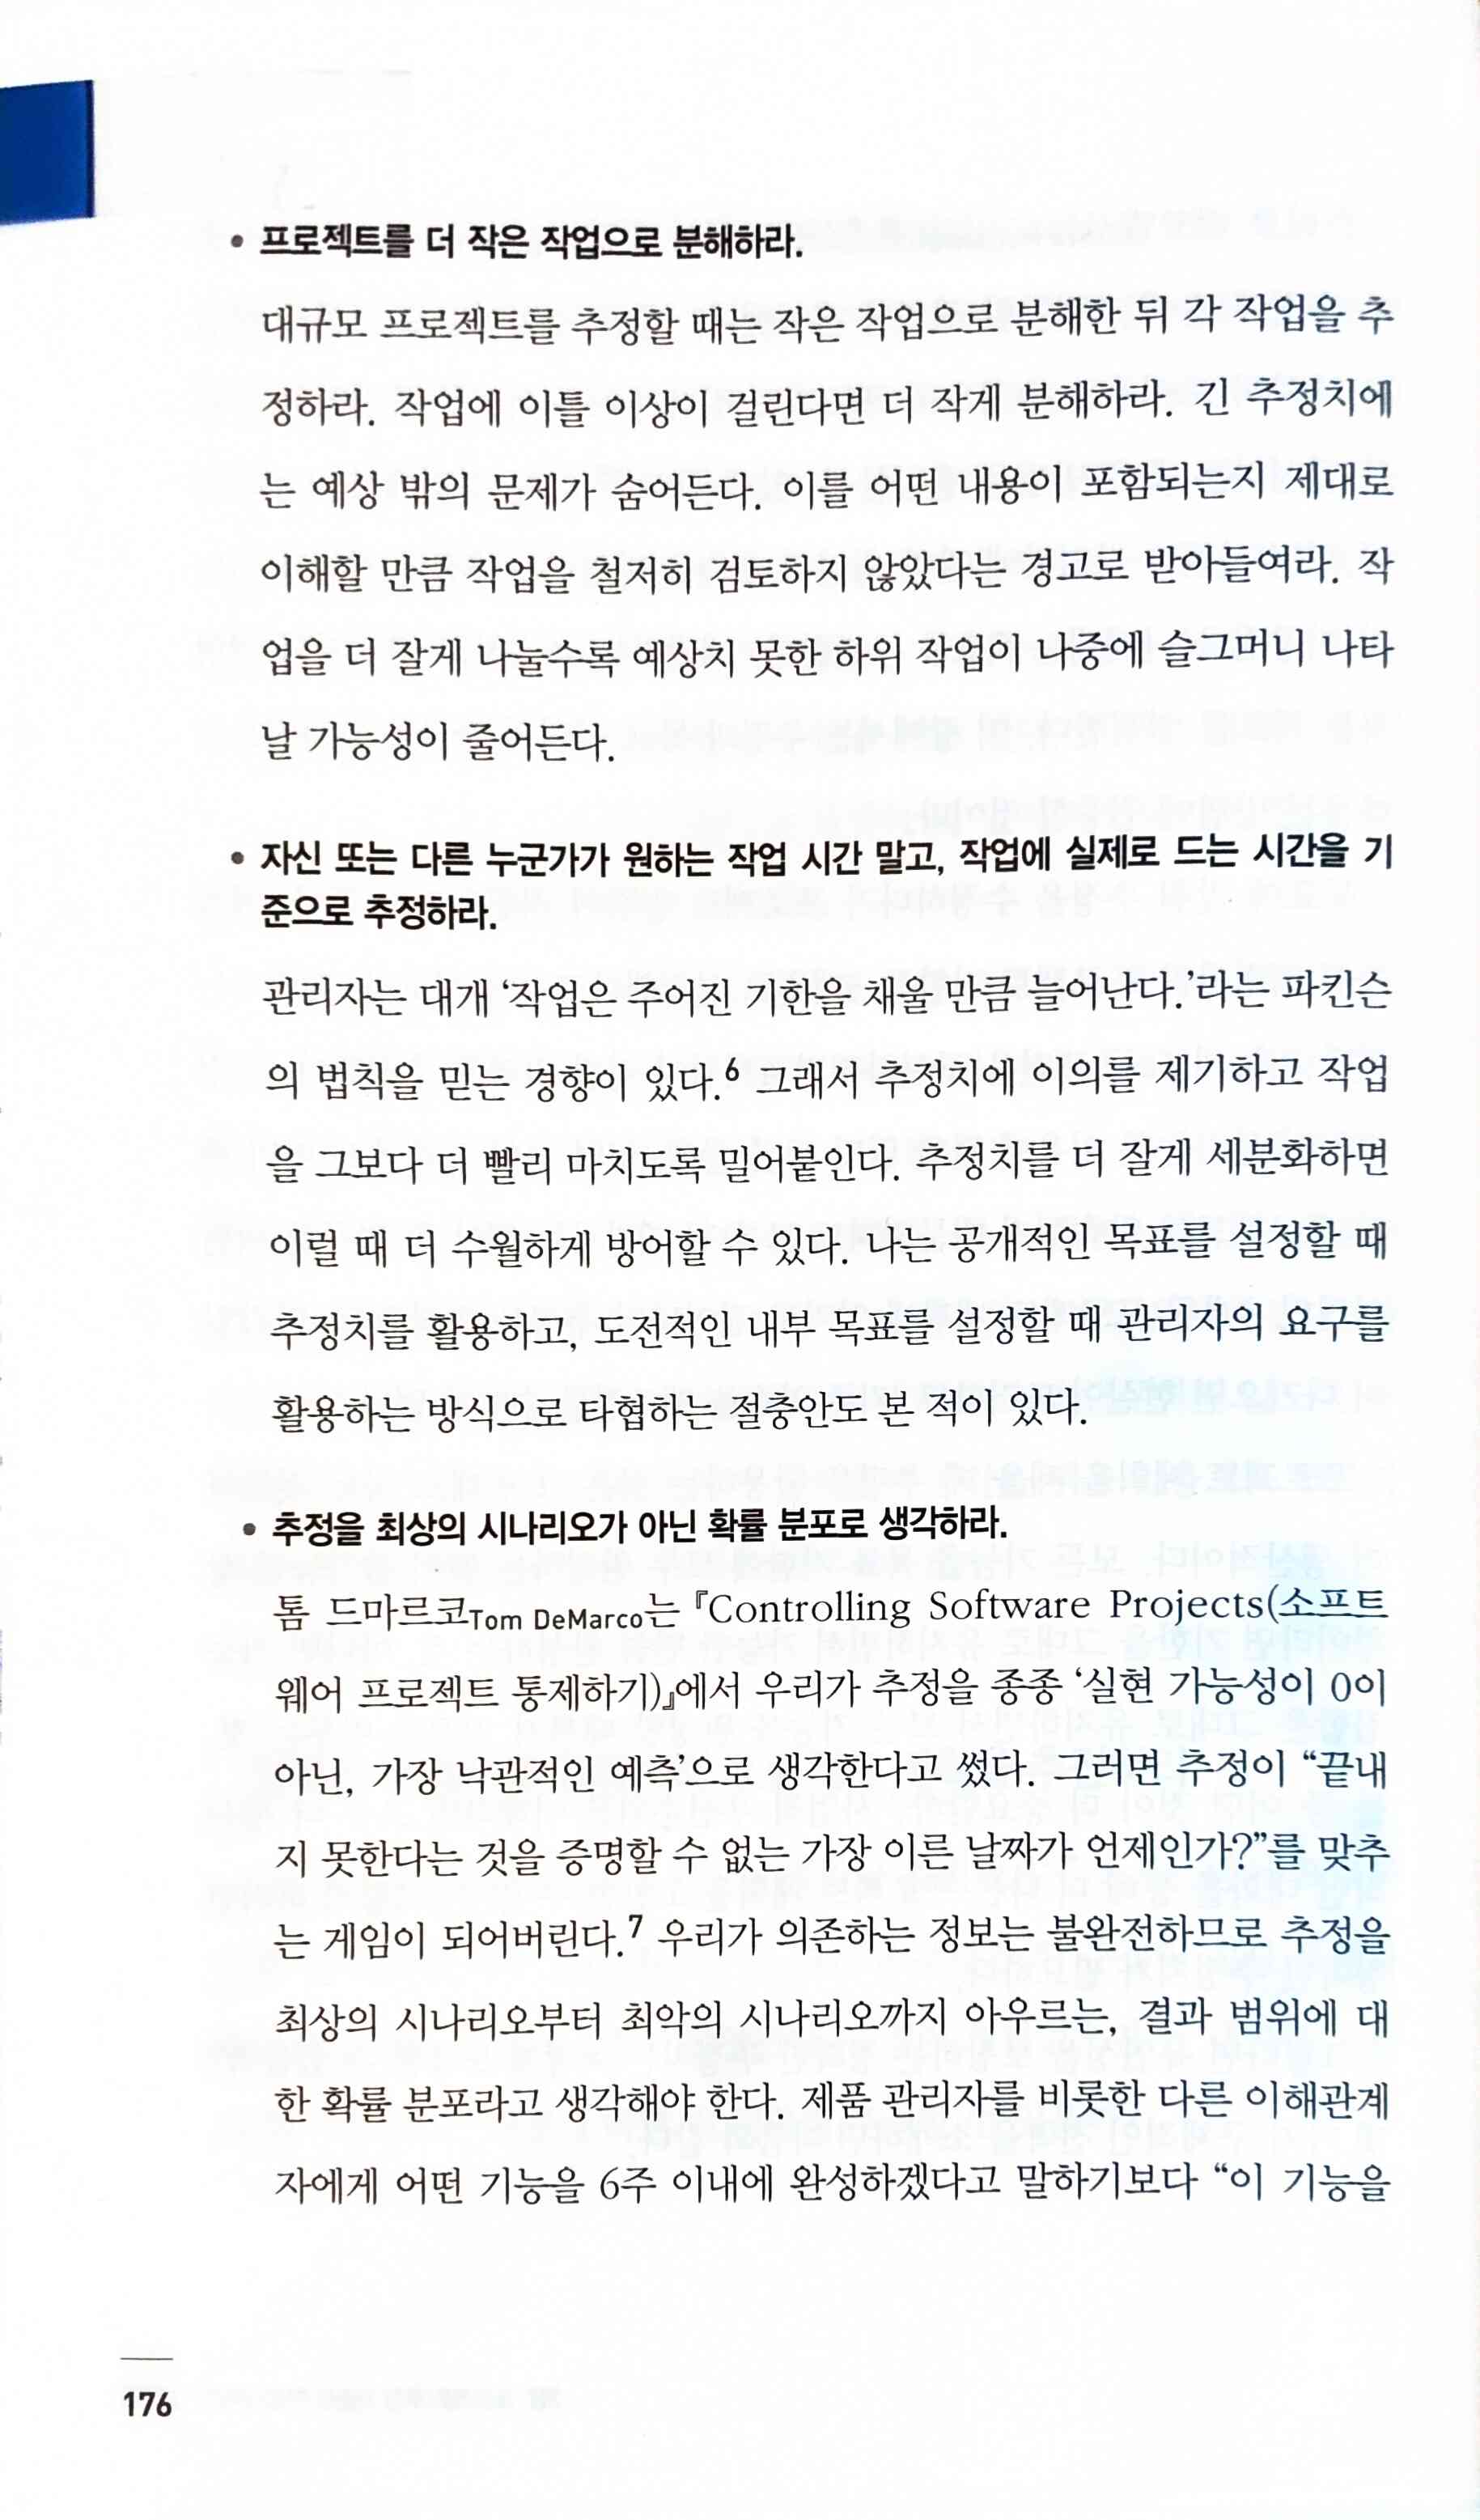 • 프로젝트를 더 작은 작업으로 분해하라.
대규모 프로젝트를 추정할 때는 작은 작업으로 분해한 뒤 각 작업을 추
정하라. 작업에 이틀 이상이 걸린다면 더 작게 분해하라. 긴 추정치에
는 예상 밖의 문제가 숨어든다. 이를 어떤 내용이 포함되는지 제대로
이해할 만큼 작업을 철저히 검토하지 않았다는 경고로 받아들여라. 작
업을 더 잘게 나눌수록 예상치 못한 하위 작업이 나중에 슬그머니 나타
날 가능성이 줄어든다.
• 자신 또는 다른 누군가가 원하는 작업 시간 말고, 작업에 실제로 드는 시간을 기
준으로 추정하라.
관리자는 대개 ‘작업은 주어진 기한을 채울 만큼 늘어난다.’라는 파킨슨
의 법칙을 믿는 경향이 있다.6 그래서 추정치에 이의를 제기하고 작업
을 그보다 더 빨리 마치도록 밀어붙인다. 추정치를 더 잘게 세분화하면
이럴 때 더 수월하게 방어할 수 있다. 나는 공개적인 목표를 설정할 때
추정치를 활용하고, 도전적인 내부 목표를 설정할 때 관리자의 요구를
활용하는 방식으로 타협하는 절충안도 본 적이 있다.
• 추정을 최상의 시나리오가 아닌 확률 분포로 생각하라.
톰 드마르코Tom DeMarco는 『Controlling Software Projects(소프트
웨어 프로젝트 통제하기)』에서 우리가 추정을 종종 ‘실현 가능성이 0이
아닌, 가장 낙관적인 예측’으로 생각한다고 썼다. 그러면 추정이 “끝내
지 못한다는 것을 증명할 수 없는 가장 이른 날짜가 언제인가?”를 맞추
는 게임이 되어버린다.7 우리가 의존하는 정보는 불완전하므로 추정을
최상의 시나리오부터 최악의 시나리오까지 아우르는, 결과 범위에 대
한 확률 분포라고 생각해야 한다. 제품 관리자를 비롯한 다른 이해관계
자에게 어떤 기능을 6주 이내에 완성하겠다고 말하기보다 “이 기능을
176